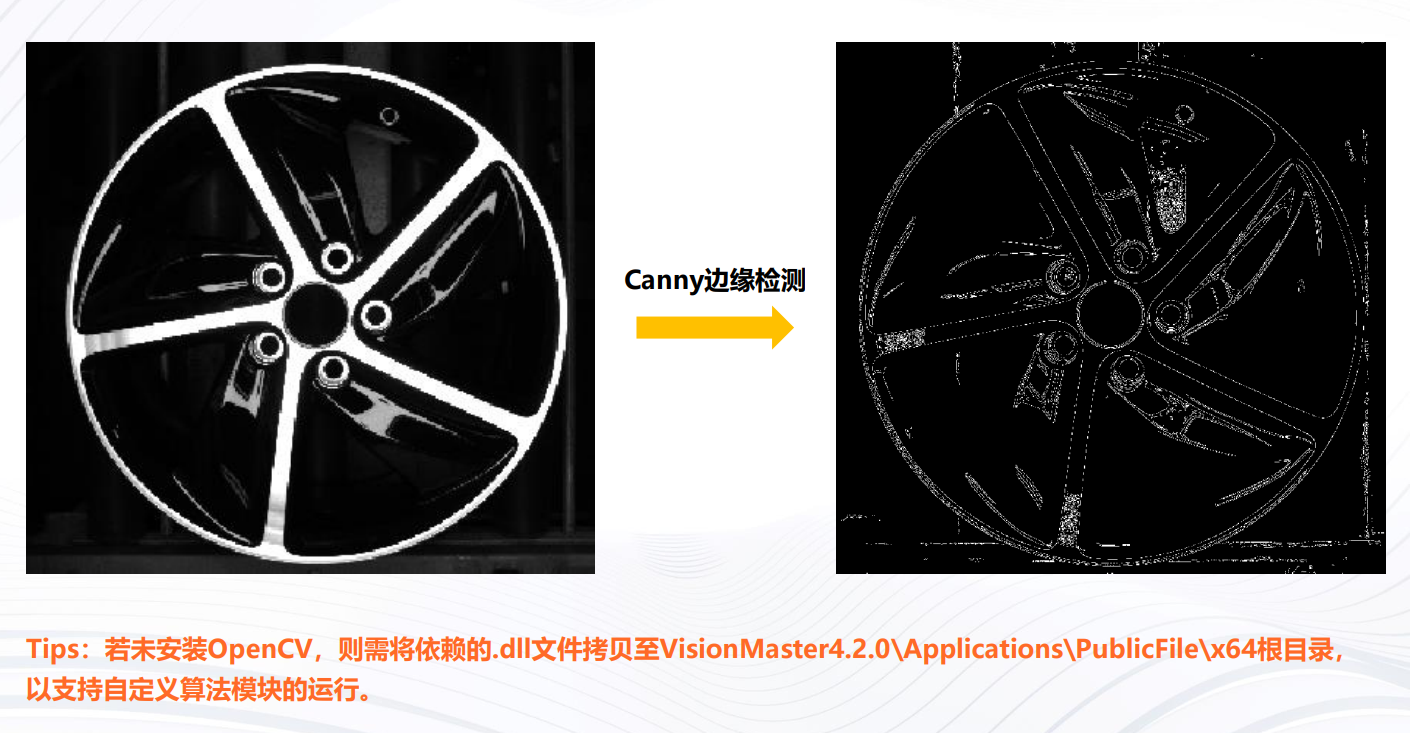 Canny边缘检测
Tips：若未安装OpenCV，则需将依赖的.dll文件拷贝至VisionMaster4.2.0\Applications\PublicFile\x64根目录，
以支持自定义算法模块的运行。